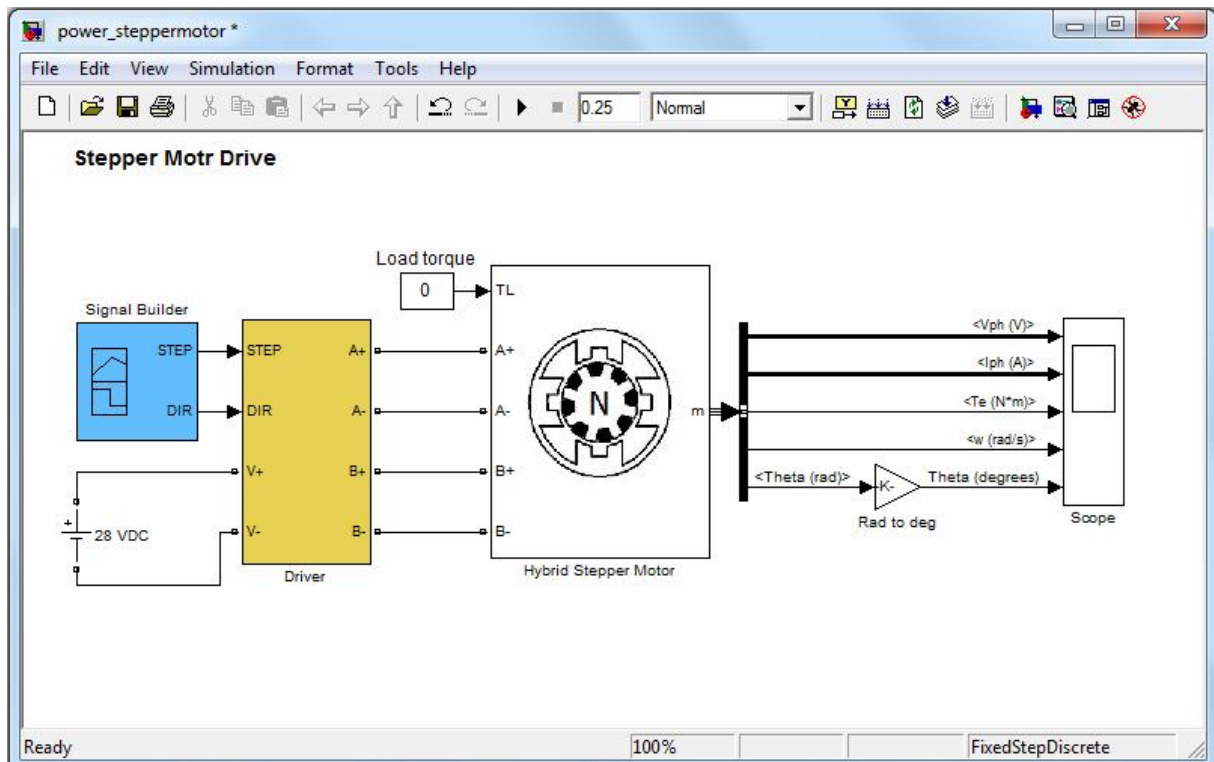 power_steppermotor *
File Edit View Simulation Format Tools Help
0.25 Normal
Stepper Motr Drive
Load torque
0
TL
Signal Builder
STEP
DIR
STEP
DIR
V+
V-
A+
A-
B+
B-
Driver
28 VDC
+
A+
A-
B+
B-
N
m
Hybrid Stepper Motor
<Vph (V)>
<Iph (A)>
<Te (N*m)>
<w (rad/s)>
<Theta (rad)>
-K-
Theta (degrees)
Rad to deg
Scope
Ready 100% FixedStepDiscrete